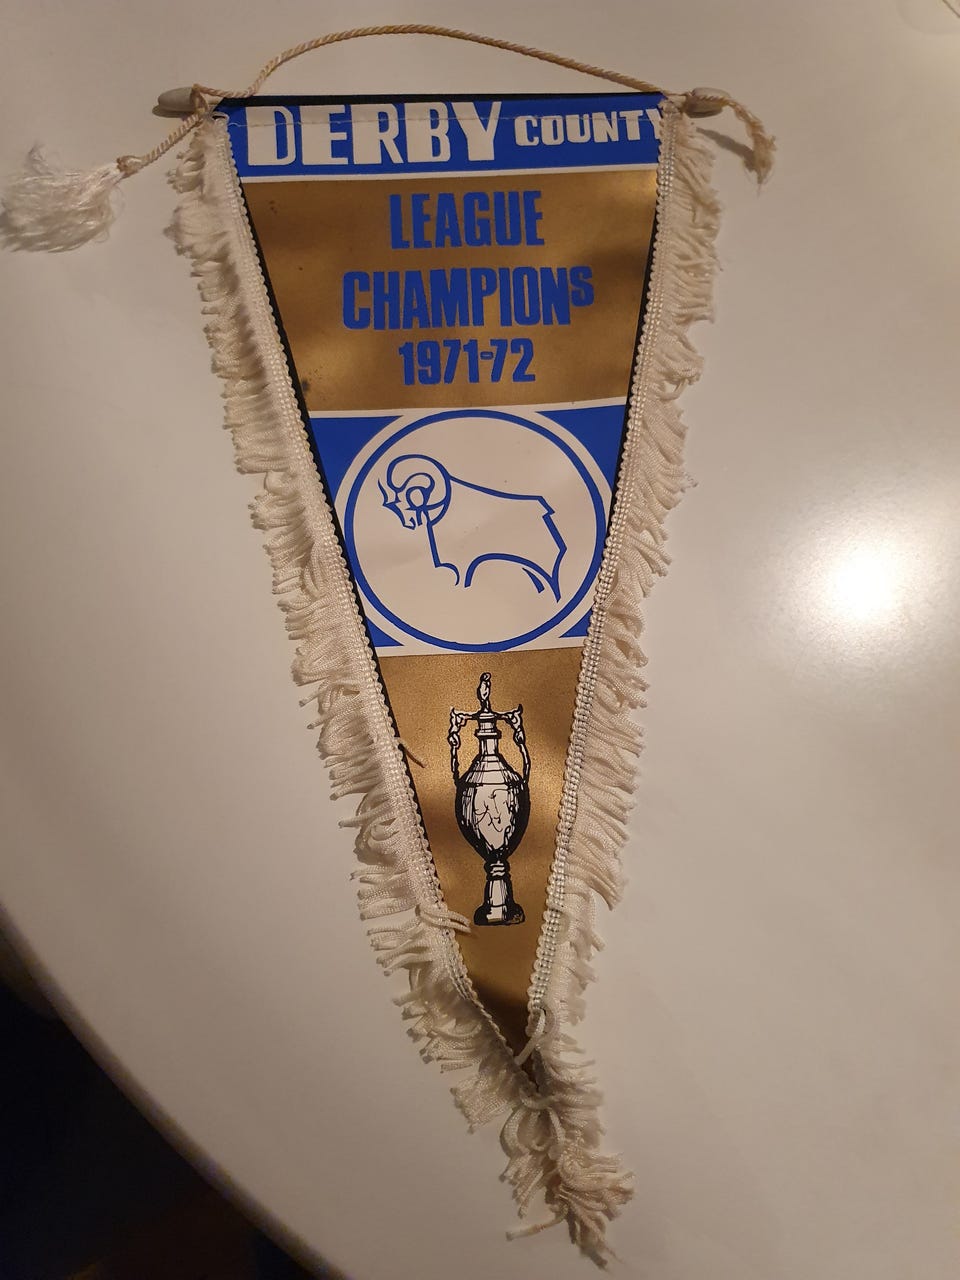 DERBY COUNTY
LEAGUE
CHAMPIONS
1971-72